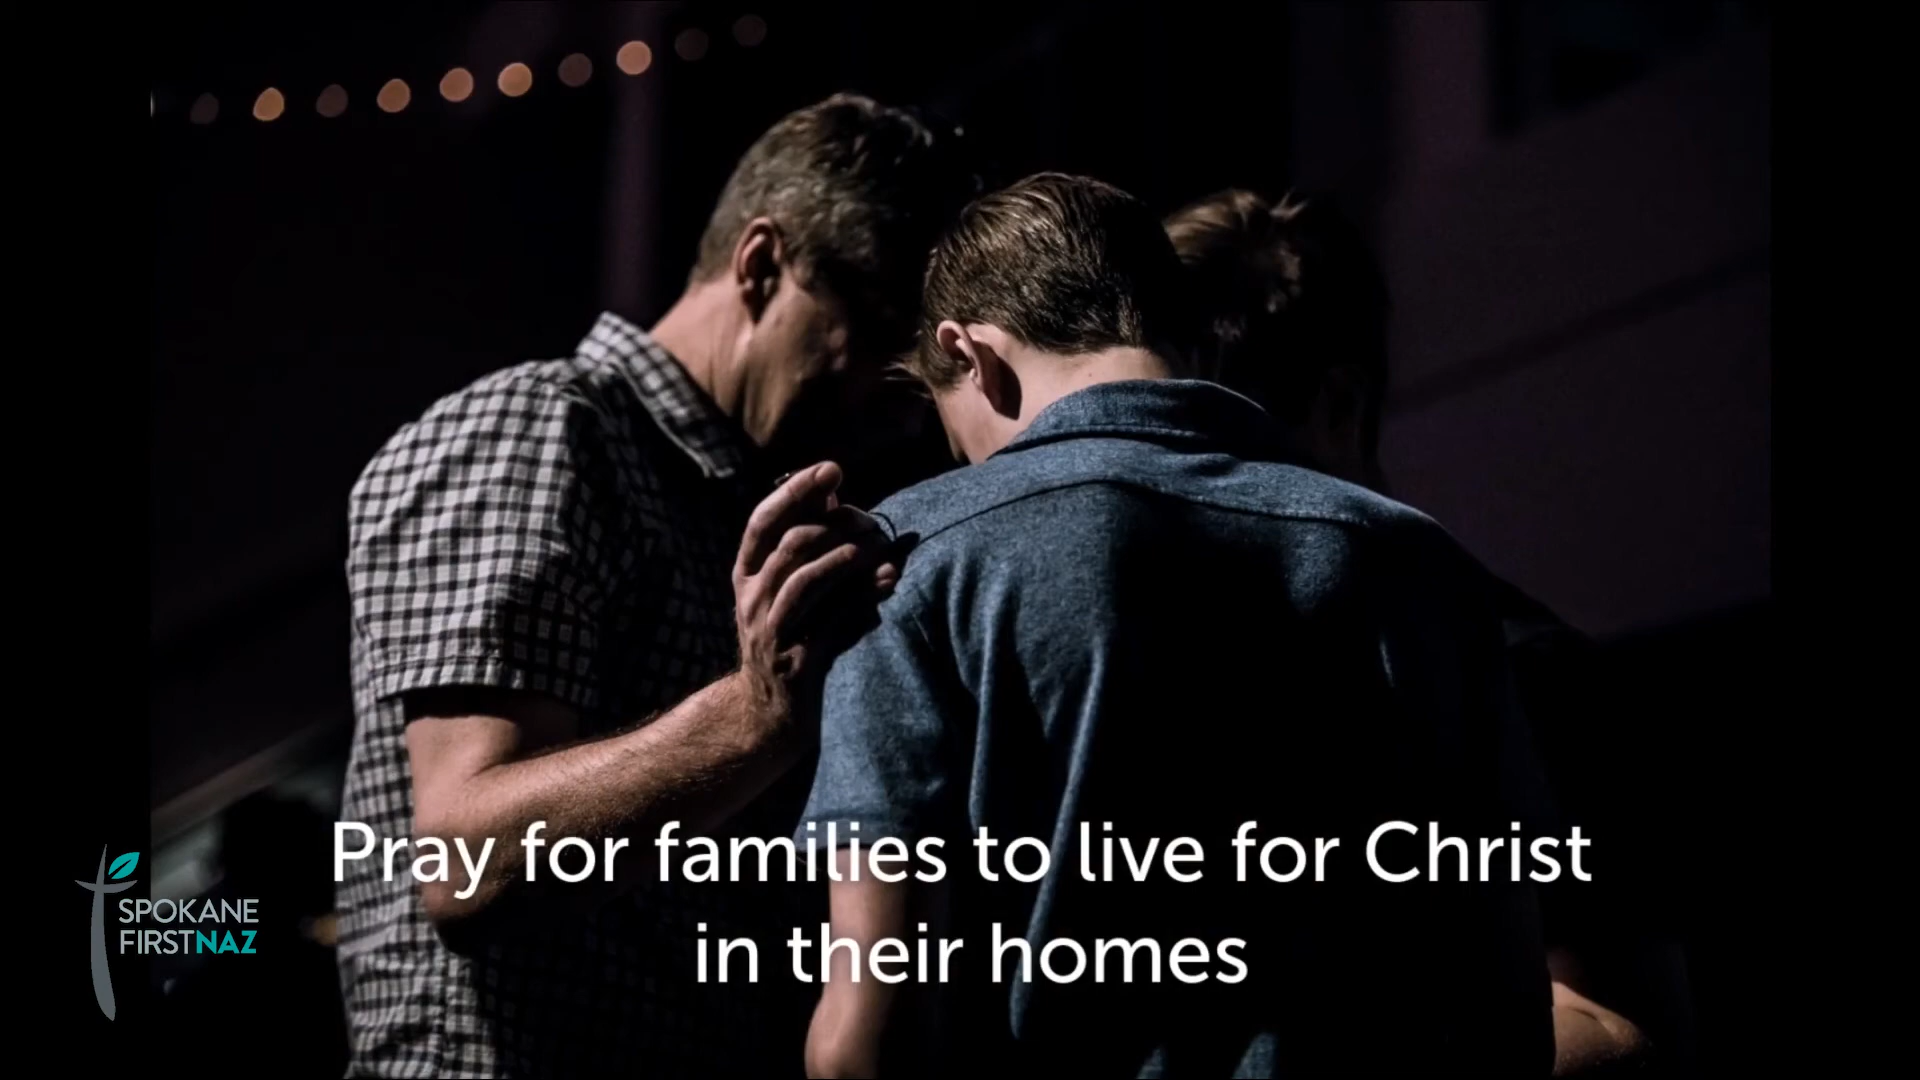 Pray for families to live for Christ
in their homes
SPOKANE
FIRSTNAZ